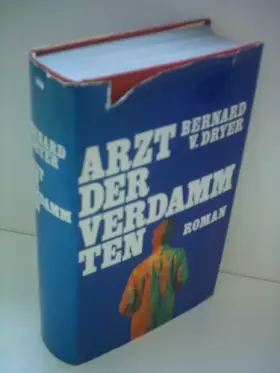 ARZT
DER
VERDAMM
TEN
BERNARD
V. DRYER
ROMAN